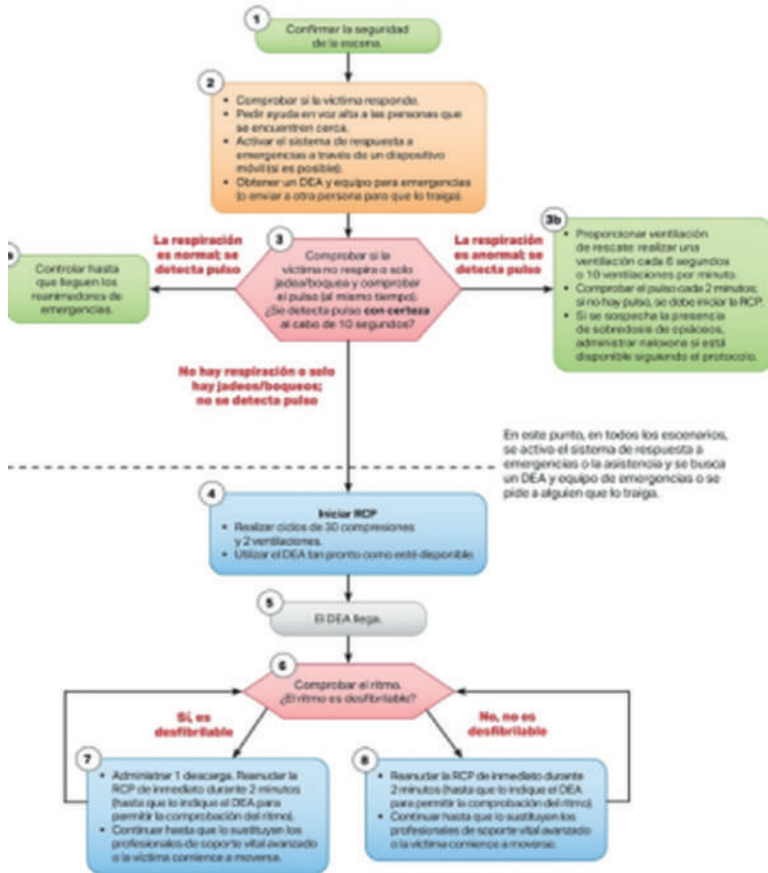 1
Confirmar la seguridad
de la escena.
2
• Comprobar si la víctima responde.
• Pedir ayuda en voz alta a las personas que
se encuentren cerca.
• Activar el sistema de respuesta a
emergencias a través de un dispositivo
móvil (si es posible).
• Obtener un DEA y equipo para emergencias
(o enviar a otra persona para que lo traiga).
La respiración
es normal; se
detecta pulso
Controlar hasta
que lleguen los
reanimadores de
emergencias.
3
Comprobar si la
víctima no respira o solo
jadea/boquea y comprobar
el pulso (al mismo tiempo).
¿Se detecta pulso con certeza
al cabo de 10 segundos?
La respiración
es anormal; se
detecta pulso
3b
• Proporcionar ventilación
de rescate: realizar una
ventilación cada 6 segundos
o 10 ventilaciones por minuto.
• Comprobar el pulso cada 2 minutos;
si no hay pulso, se debe iniciar la RCP.
• Si se sospecha la presencia
de sobredosis de opiáceos,
administrar naloxona si está
disponible siguiendo el protocolo.
No hay respiración o solo
hay jadeos/boqueos;
no se detecta pulso
En este punto, en todos los escenarios,
se activa el sistema de respuesta a
emergencias o la asistencia y se busca
un DEA y equipo de emergencias o se
pide a alguien que lo traiga.
4
Iniciar RCP
• Realizar ciclos de 30 compresiones
y 2 ventilaciones.
• Utilizar el DEA tan pronto como esté disponible.
5
El DEA llega.
6
Comprobar el ritmo.
¿El ritmo es desfibrilable?
Sí, es
desfibrilable
No, no es
desfibrilable
7
• Administrar 1 descarga. Reanudar la
RCP de inmediato durante 2 minutos
(hasta que lo indique el DEA para
permitir la comprobación del ritmo).
• Continuar hasta que lo sustituyan los
profesionales de soporte vital avanzado
o la víctima comience a moverse.
8
• Reanudar la RCP de inmediato durante
2 minutos (hasta que lo indique el DEA
para permitir la comprobación del ritmo).
• Continuar hasta que lo sustituyan los
profesionales de soporte vital avanzado
o la víctima comience a moverse.